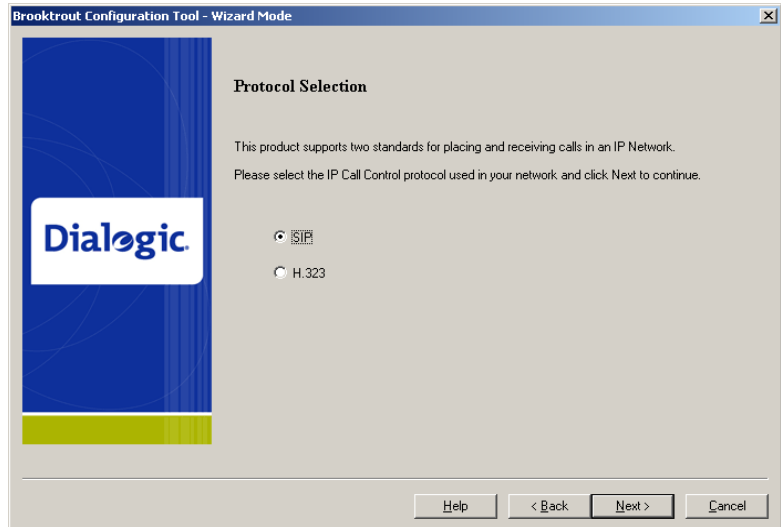 Brooktrout Configuration Tool - Wizard Mode
Protocol Selection
This product supports two standards for placing and receiving calls in an IP Network.
Please select the IP Call Control protocol used in your network and click Next to continue.
Dialogic.
SIP
H.323
Help
< Back
Next >
Cancel